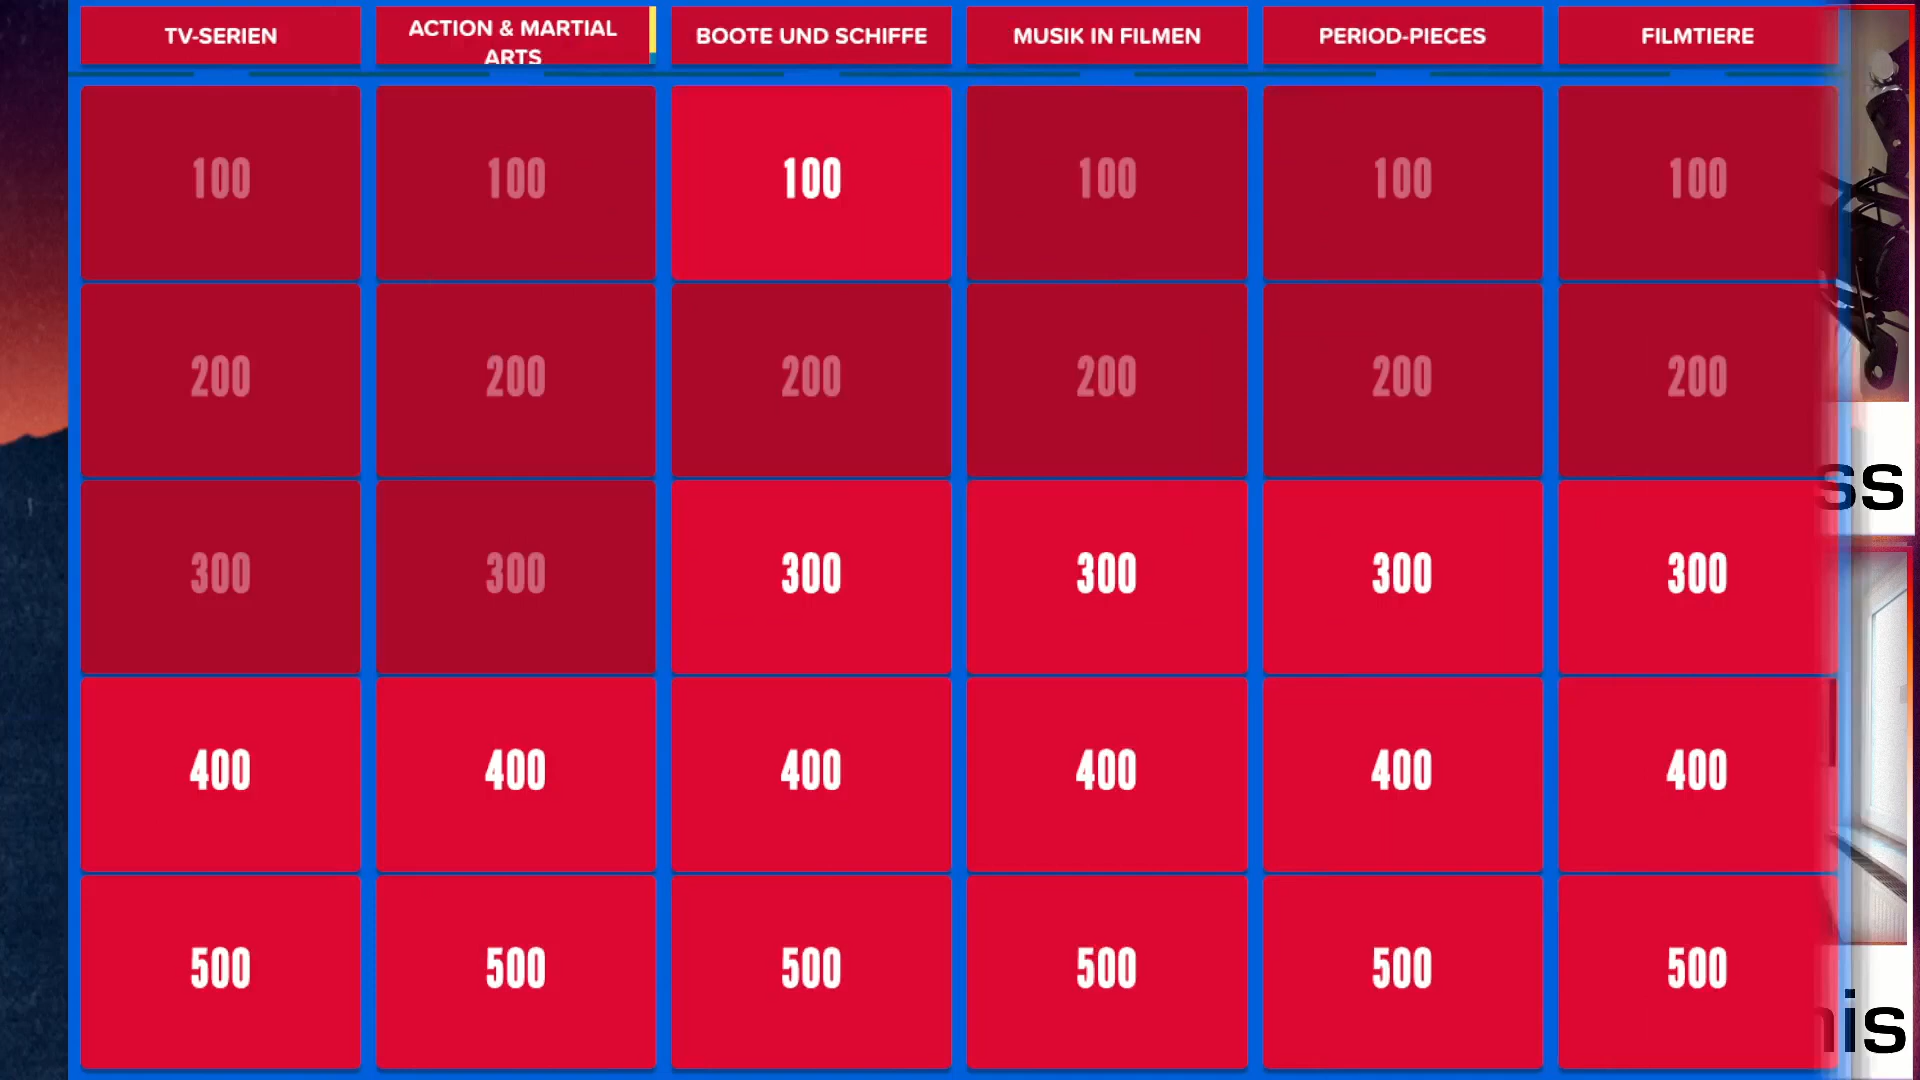 TV-SERIEN
ACTION & MARTIAL
ARTS
BOOTE UND SCHIFFE
MUSIK IN FILMEN
PERIOD-PIECES
FILMTIERE
100 100 100 100 100 100
200 200 200 200 200 200
300 300 300 300 300 300
400 400 400 400 400 400
500 500 500 500 500 500